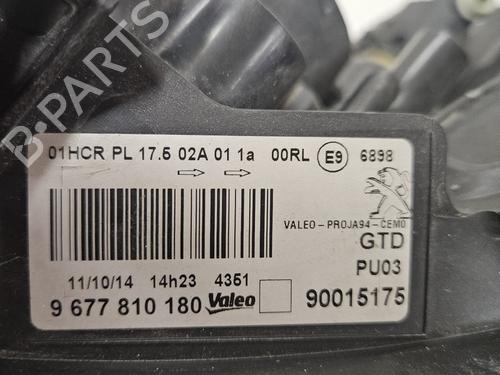 01HCR PL 17.5 02A 01 1a 00RL E9 6898
VALEO-PROJA94-CEMO
GTD
PU03
11/10/14 14h23 4351
9 677 810 180 Valeo 90015175
B-PARTS